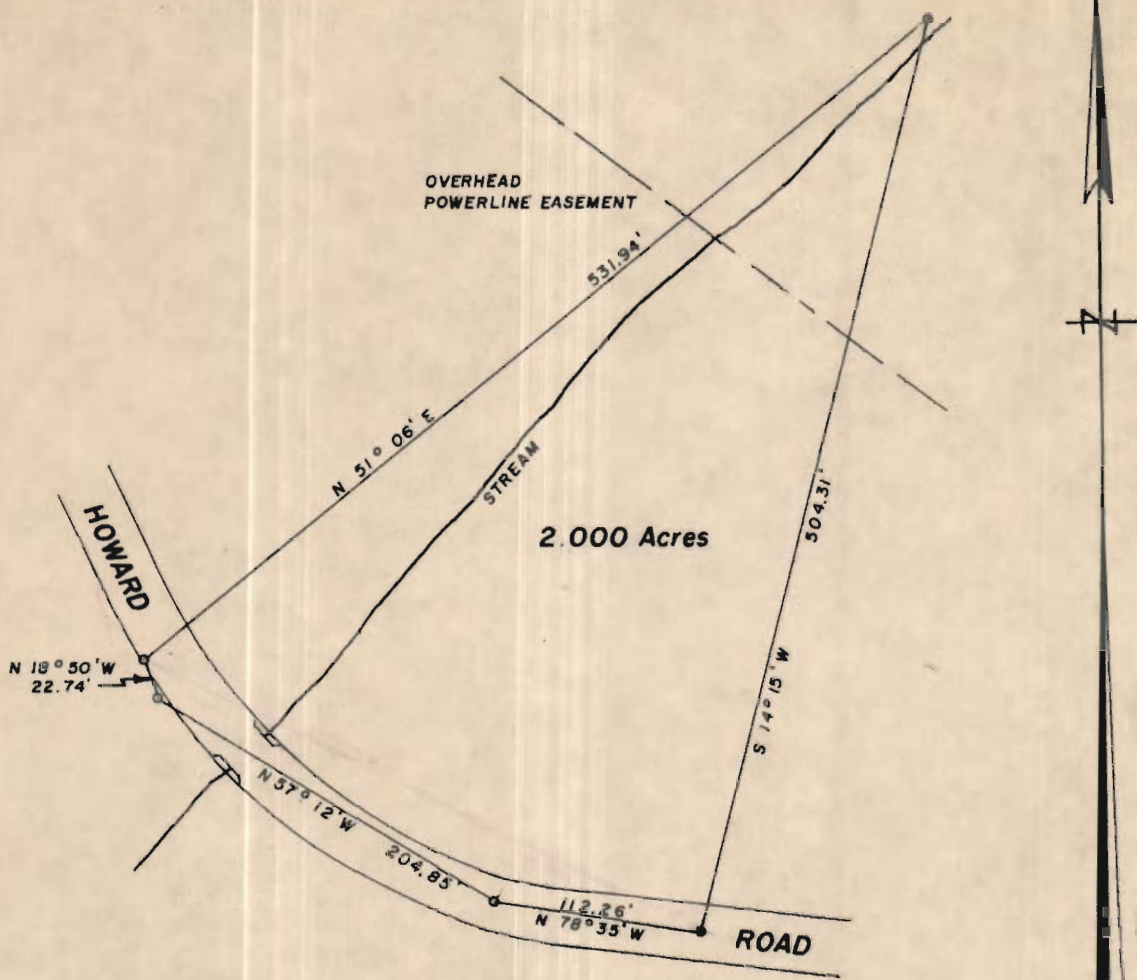 OVERHEAD
POWERLINE EASEMENT
531.94'
N 51° 06' E
STREAM
504.31'
2.000 Acres
HOWARD
N 18° 50' W
22.74'
S 14° 15' W
N 57° 12' W
204.85'
112.26'
N 78° 35' W
ROAD
N